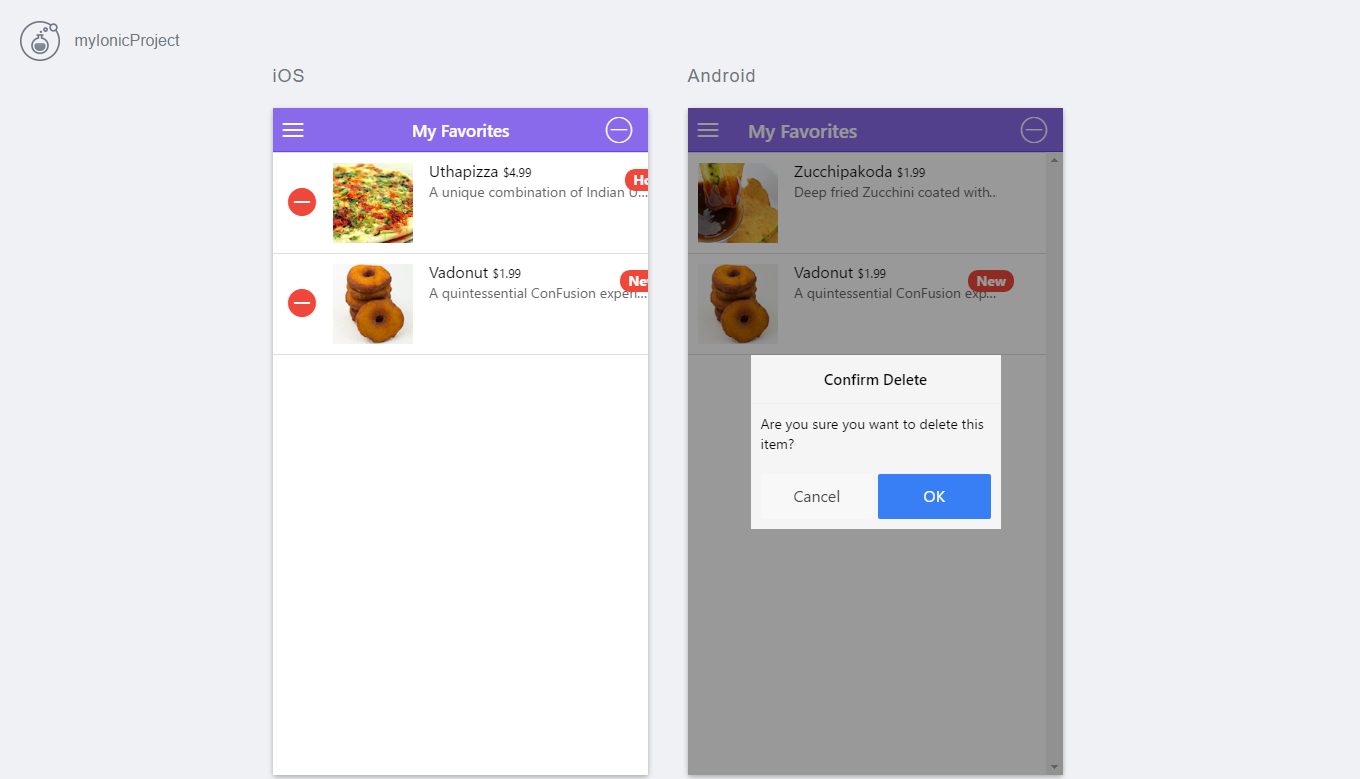 myIonicProject
iOS
My Favorites
Uthapizza $4.99
A unique combination of Indian U...
Vadonut $1.99
A quintessential ConFusion experi...
New
Android
My Favorites
Zucchipakoda $1.99
Deep fried Zucchini coated with...
Vadonut $1.99
A quintessential ConFusion exp...
New
Confirm Delete
Are you sure you want to delete this
item?
Cancel
OK